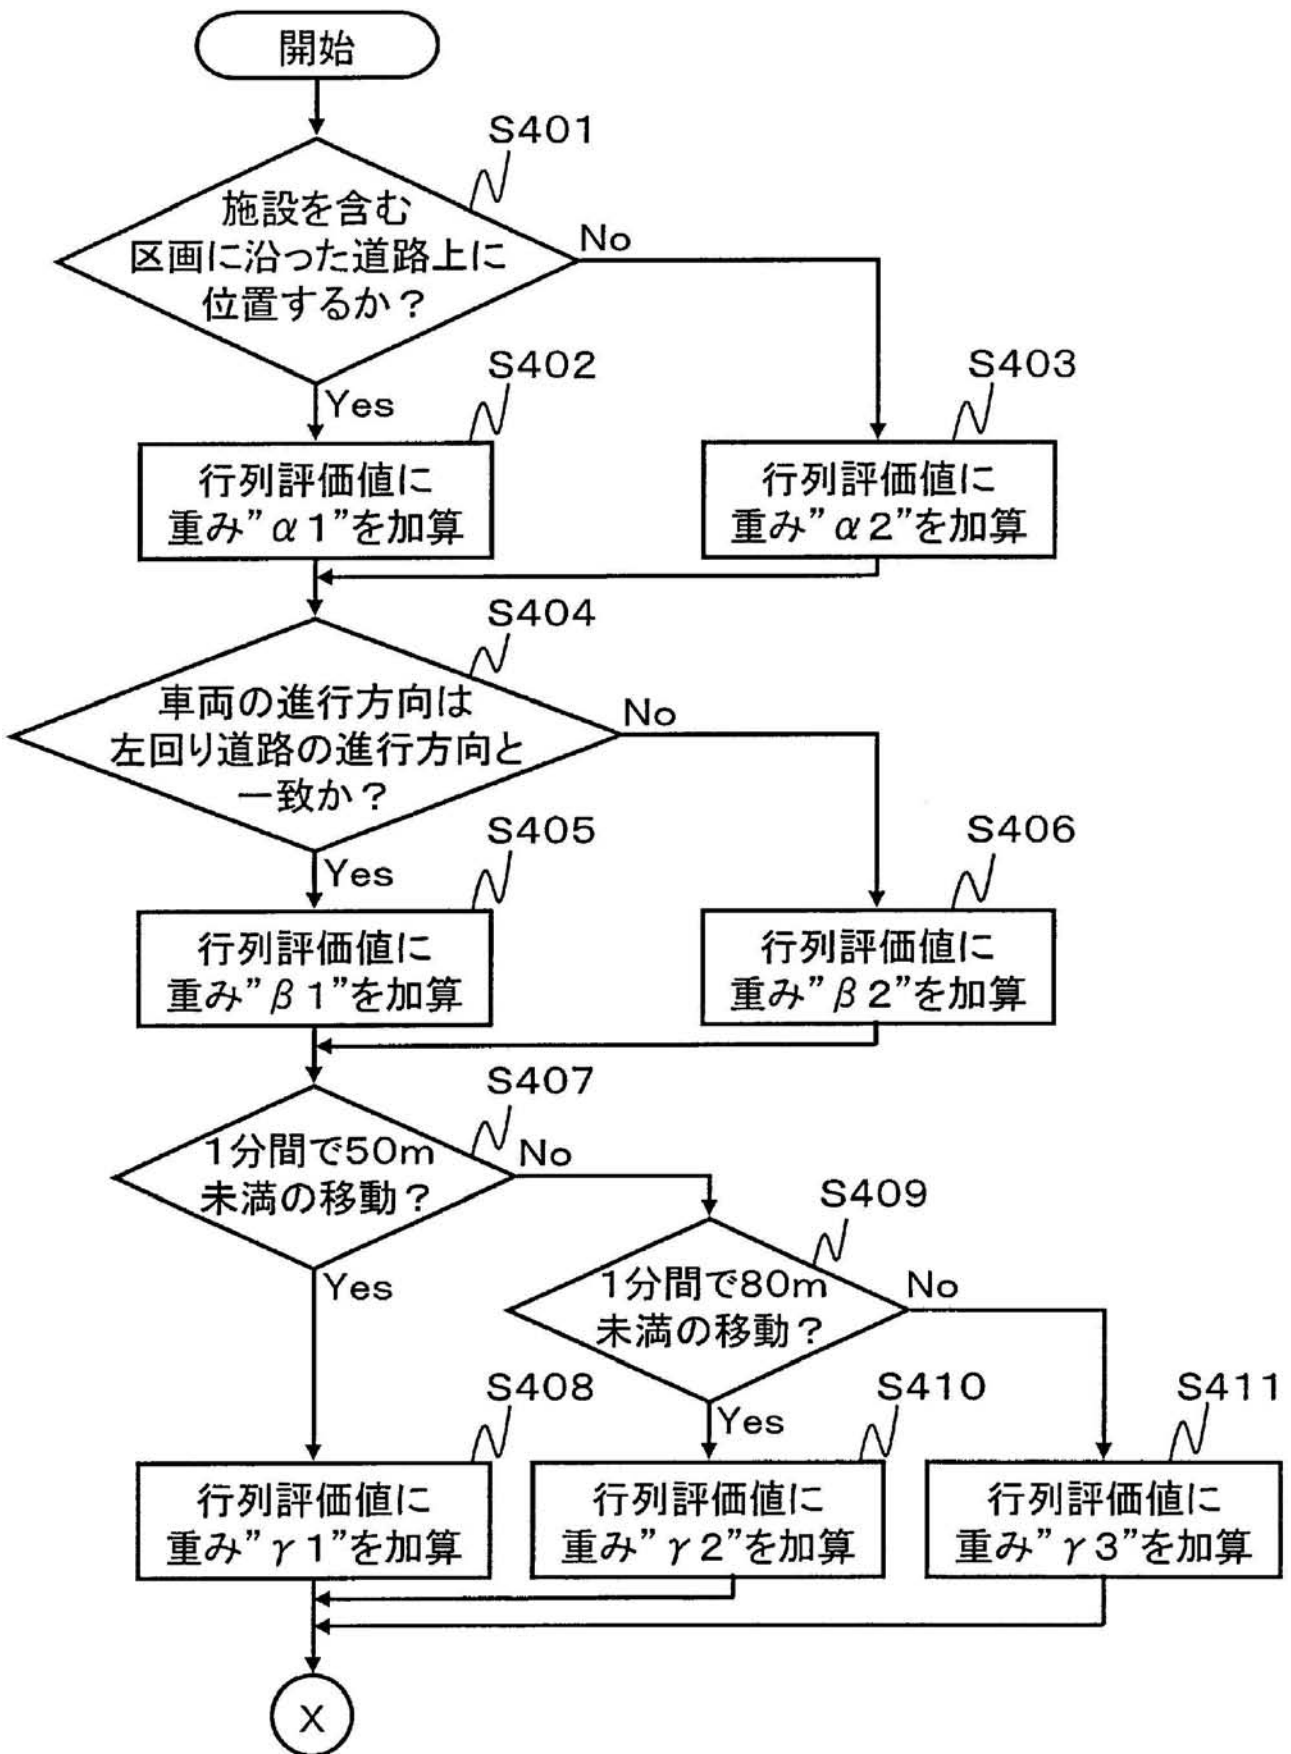 開始
S401
施設を含む
区画に沿った道路上に
位置するか？
No
Yes
S402
行列評価値に
重み”α1”を加算
S403
行列評価値に
重み”α2”を加算
S404
車両の進行方向は
左回り道路の進行方向と
一致か？
No
Yes
S405
行列評価値に
重み”β1”を加算
S406
行列評価値に
重み”β2”を加算
S407
1分間で50m
未満の移動？
No
Yes
S409
1分間で80m
未満の移動？
No
Yes
S408
行列評価値に
重み”γ1”を加算
S410
行列評価値に
重み”γ2”を加算
S411
行列評価値に
重み”γ3”を加算
X